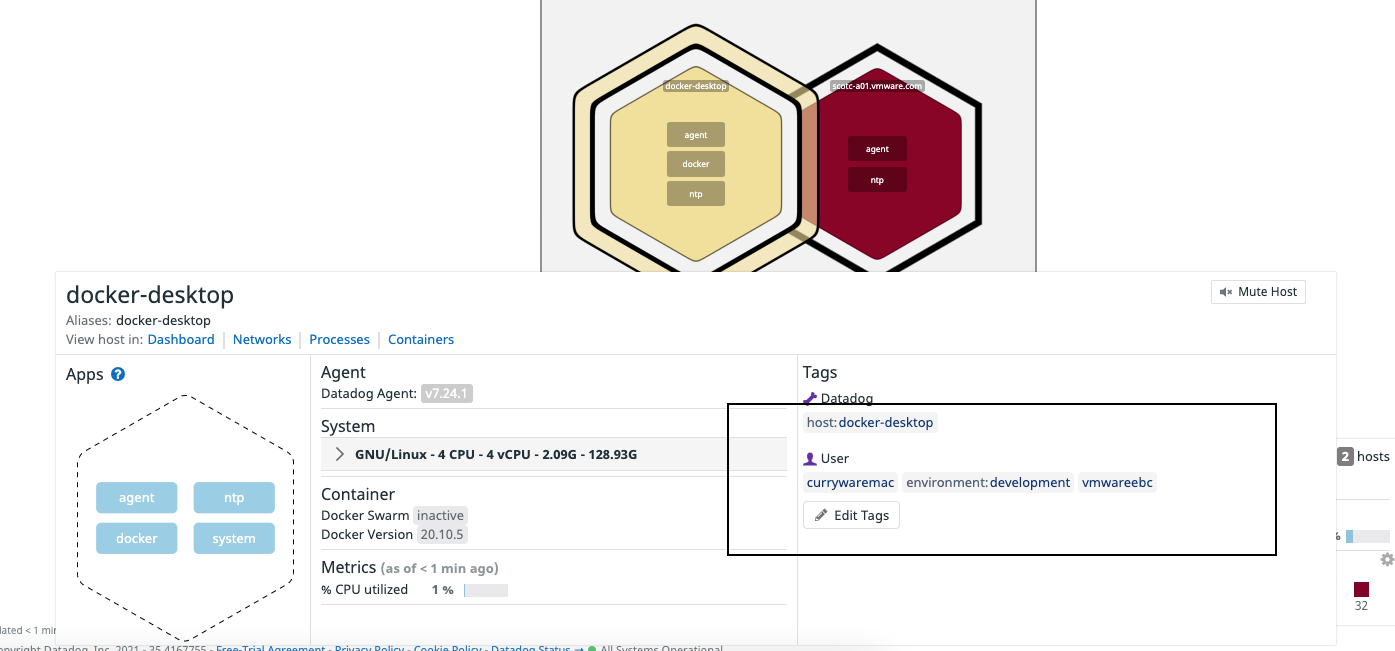 docker-desktop
agent
docker
ntp
scotc-a01.vmware.com
agent
ntp
docker-desktop
Mute Host
Aliases: docker-desktop
View host in: Dashboard Networks Processes Containers
Apps ?
agent
ntp
docker
system
Agent
Datadog Agent: v7.24.1
System
GNU/Linux - 4 CPU - 4 vCPU - 2.09G - 128.93G
Container
Docker Swarm inactive
Docker Version 20.10.5
Metrics (as of < 1 min ago)
% CPU utilized 1 %
Tags
Datadog
host:docker-desktop
User
currywaremac environment:development vmwareebc
Edit Tags
2 hosts
%
32
lated < 1 min
opyright Datadog, Inc. 2021 - 35.4167755 - Free-Trial Agreement - Privacy Policy - Cookie Policy - Datadog Status → All Systems Operational